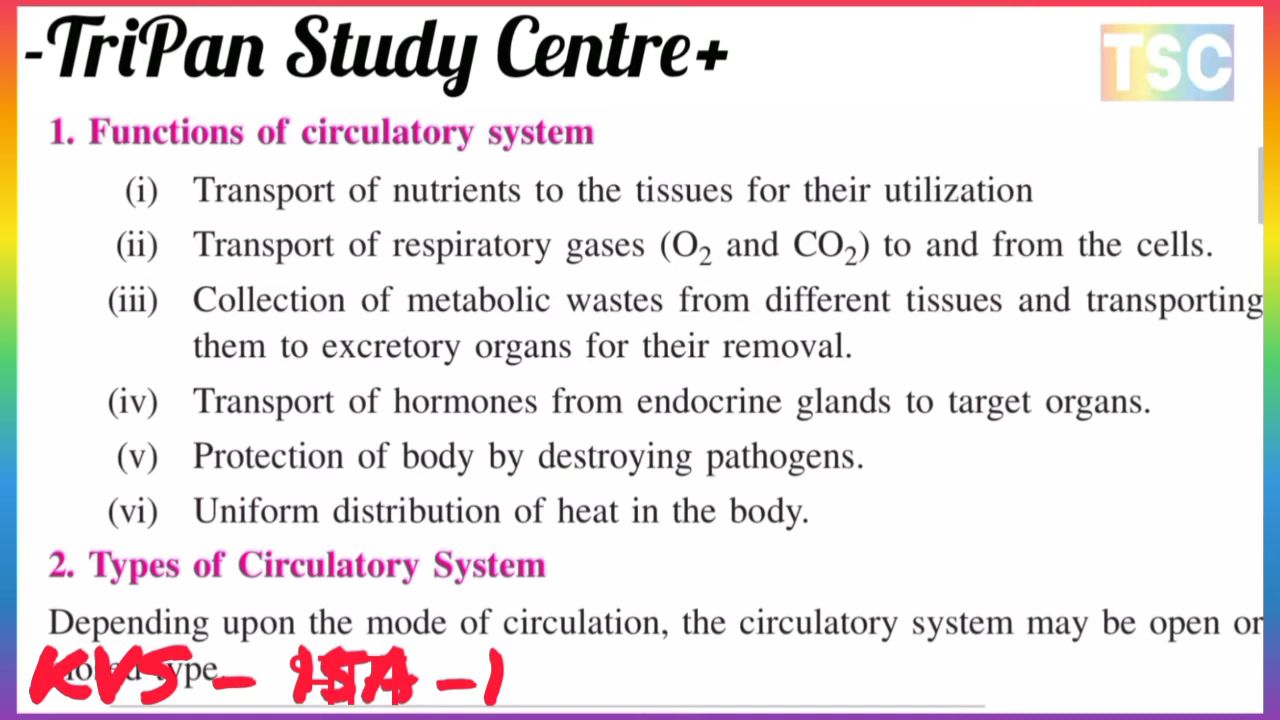 -TriPan Study Centre+
TSC
1. Functions of circulatory system
(i) Transport of nutrients to the tissues for their utilization
(ii) Transport of respiratory gases (O₂ and CO₂) to and from the cells.
(iii) Collection of metabolic wastes from different tissues and transporting
them to excretory organs for their removal.
(iv) Transport of hormones from endocrine glands to target organs.
(v) Protection of body by destroying pathogens.
(vi) Uniform distribution of heat in the body.
2. Types of Circulatory System
Depending upon the mode of circulation, the circulatory system may be open or
KVS -